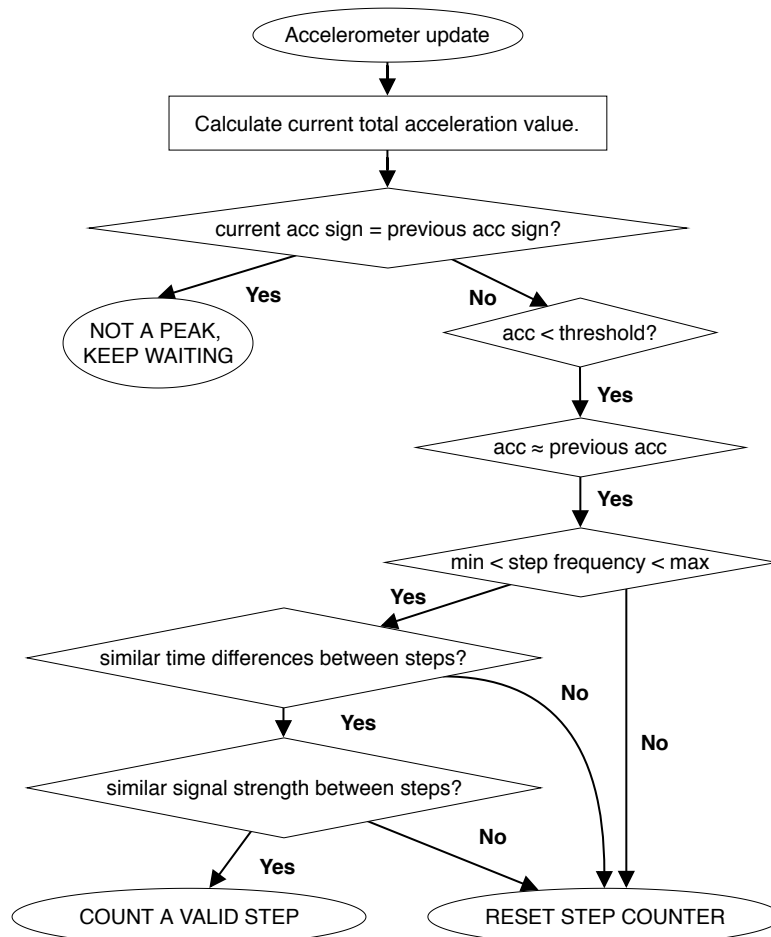 Accelerometer update
Calculate current total acceleration value.
current acc sign = previous acc sign?
Yes
No
NOT A PEAK,
KEEP WAITING
acc < threshold?
Yes
acc ≈ previous acc
Yes
min < step frequency < max
Yes
similar time differences between steps?
No
Yes
No
similar signal strength between steps?
No
Yes
COUNT A VALID STEP
RESET STEP COUNTER